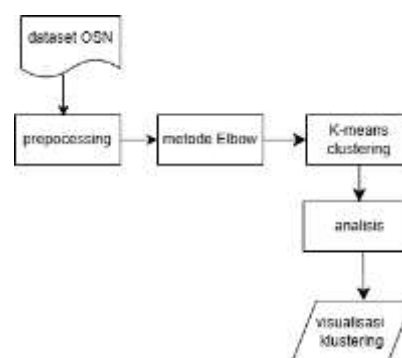 dataset OSN
prepocessing
metode Elbow
K-means
clustering
analisis
visualisasi
klustering